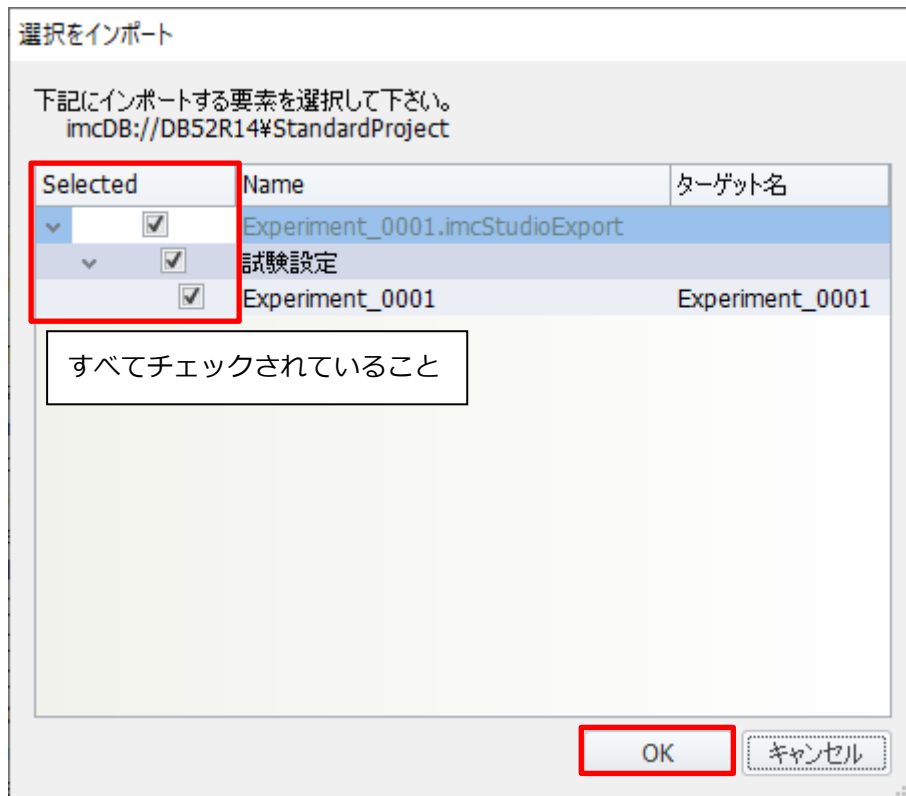 選択をインポート
下記にインポートする要素を選択して下さい。
imcDB://DB52R14¥StandardProject
Selected Name ターゲット名
Experiment_0001.imcStudioExport
試験設定
Experiment_0001 Experiment_0001
すべてチェックされていること
OK キャンセル